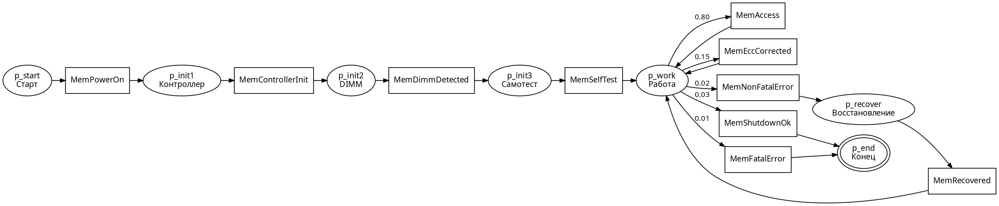 p_start
Старт
MemPowerOn
p_init1
Контроллер
MemControllerInit
p_init2
DIMM
MemDimmDetected
p_init3
Самотест
MemSelfTest
p_work
Работа
0.80
MemAccess
0.15
MemEccCorrected
0.02
MemNonFatalError
0.03
MemShutdownOk
0.01
MemFatalError
p_recover
Восстановление
p_end
Конец
MemRecovered